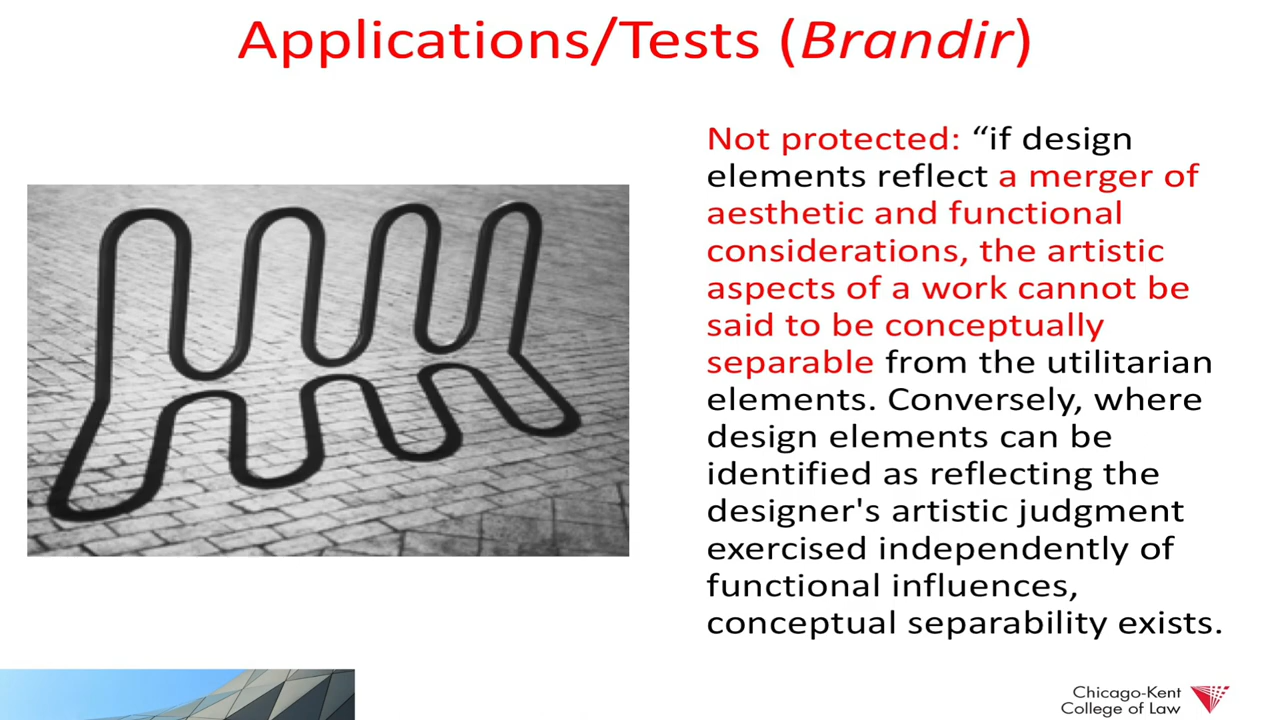 Applications/Tests (Brandir)
Not protected: “if design
elements reflect a merger of
aesthetic and functional
considerations, the artistic
aspects of a work cannot be
said to be conceptually
separable from the utilitarian
elements. Conversely, where
design elements can be
identified as reflecting the
designer's artistic judgment
exercised independently of
functional influences,
conceptual separability exists.
Chicago-Kent
College of Law